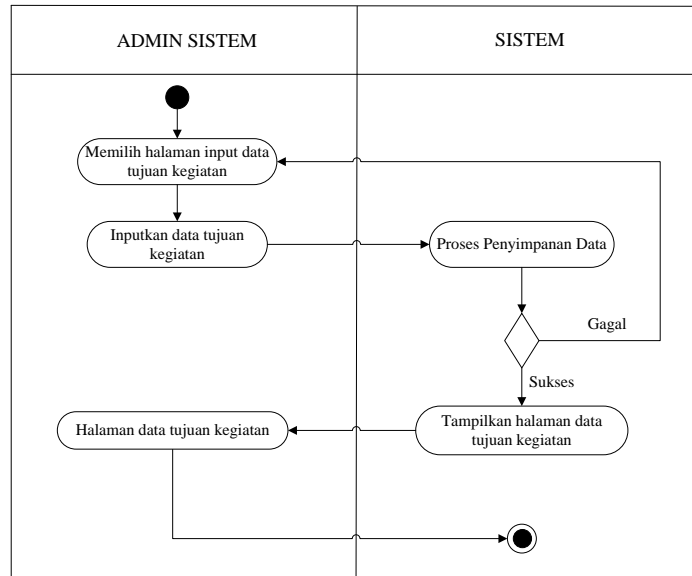 ADMIN SISTEM
SISTEM
Memilih halaman input data
tujuan kegiatan
Inputkan data tujuan
kegiatan
Proses Penyimpanan Data
Gagal
Sukses
Tampilkan halaman data
tujuan kegiatan
Halaman data tujuan kegiatan